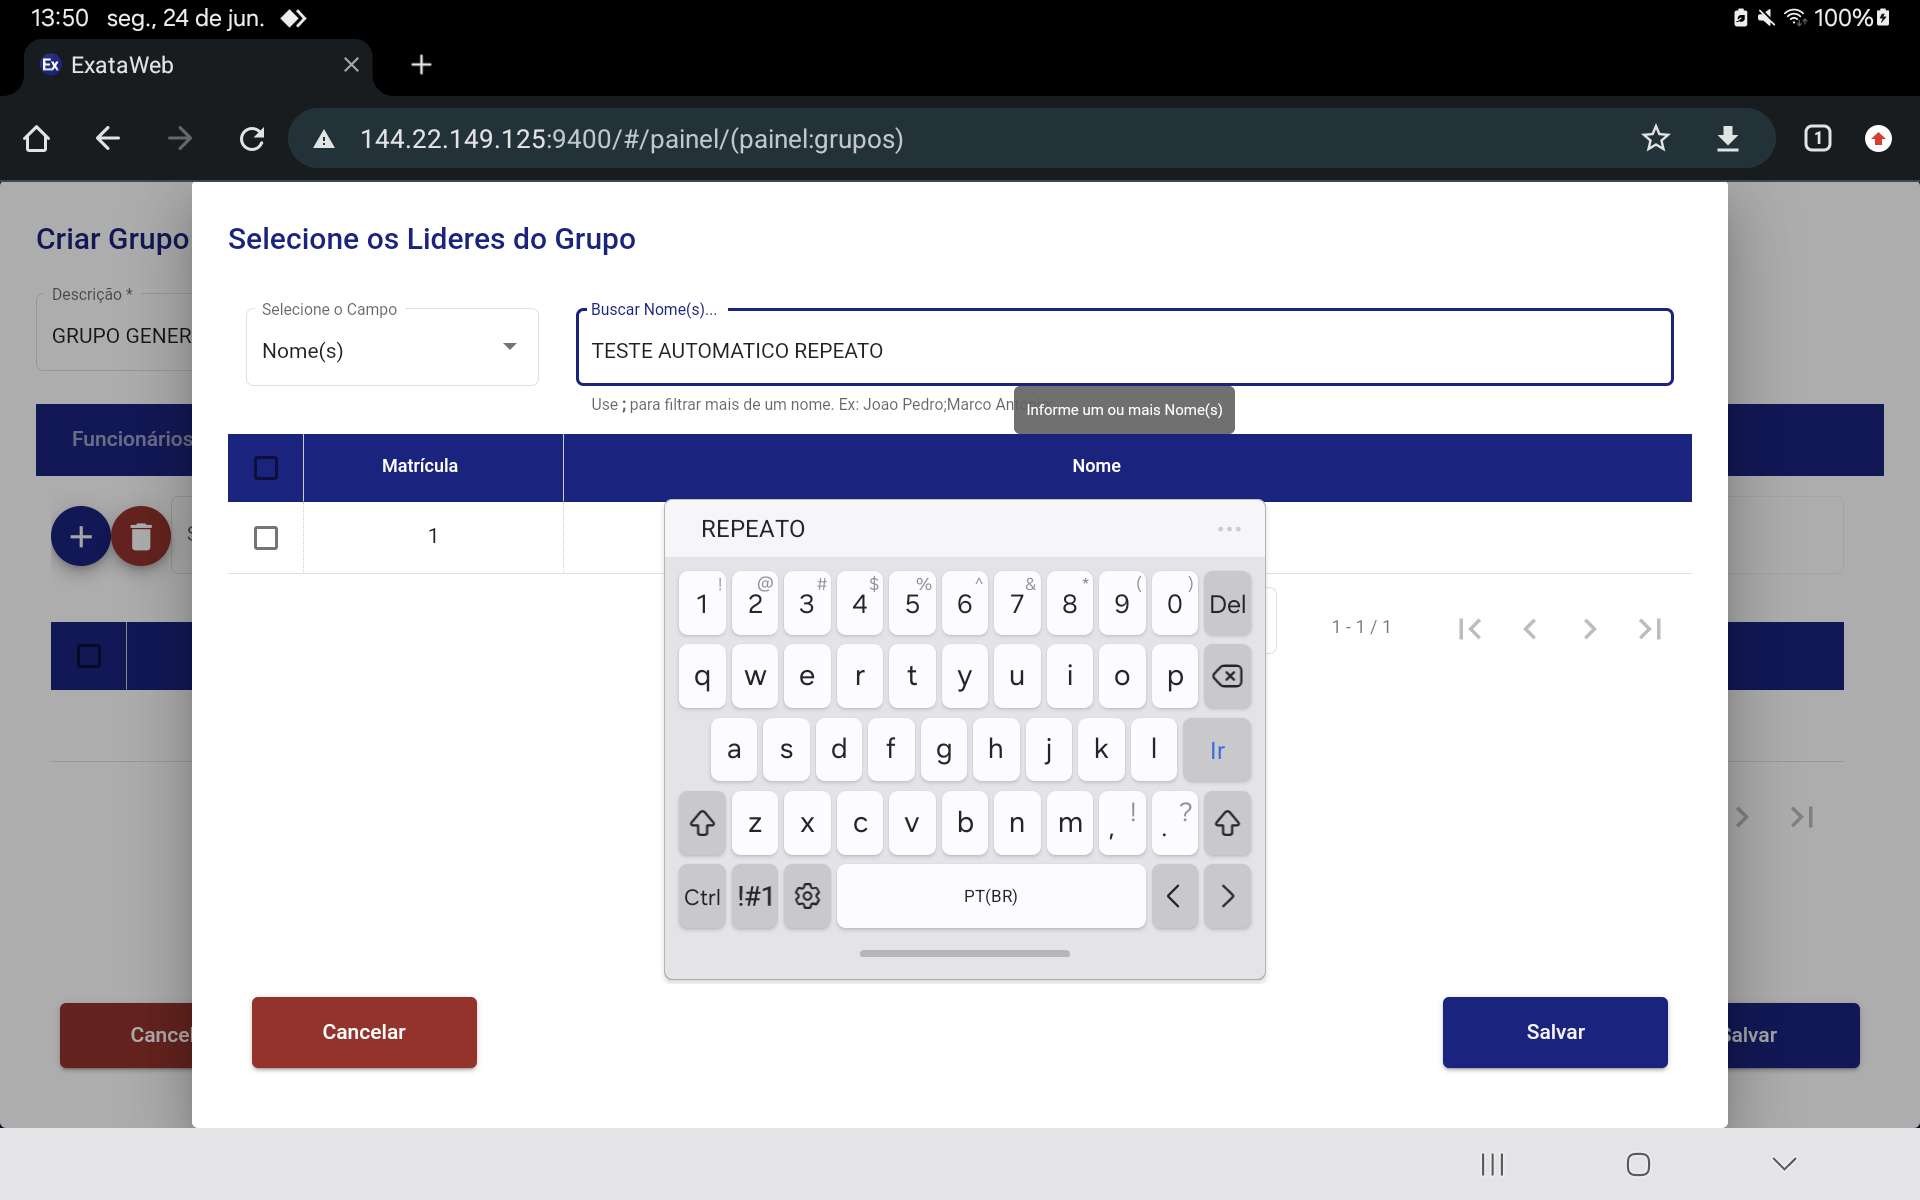 13:50 seg., 24 de jun. 100%
Ex ExataWeb
144.22.149.125:9400/#/painel/(painel:grupos) 1
Criar Grupo
Selecione os Lideres do Grupo
Descrição *
GRUPO GENER
Selecione o Campo
Nome(s)
Buscar Nome(s)...
TESTE AUTOMATICO REPEATO
Use ; para filtrar mais de um nome. Ex: Joao Pedro;Marco An
Informe um ou mais Nome(s)
Funcionários
Matrícula Nome
1
REPEATO
! @ # $ % ^ & * ( )
1 2 3 4 5 6 7 8 9 0 Del
1 - 1 / 1
q w e r t y u i o p
a s d f g h j k l Ir
z x c v b n m , ! . ?
Ctrl !#1 PT(BR)
Cancel
Cancelar
Salvar
Salvar